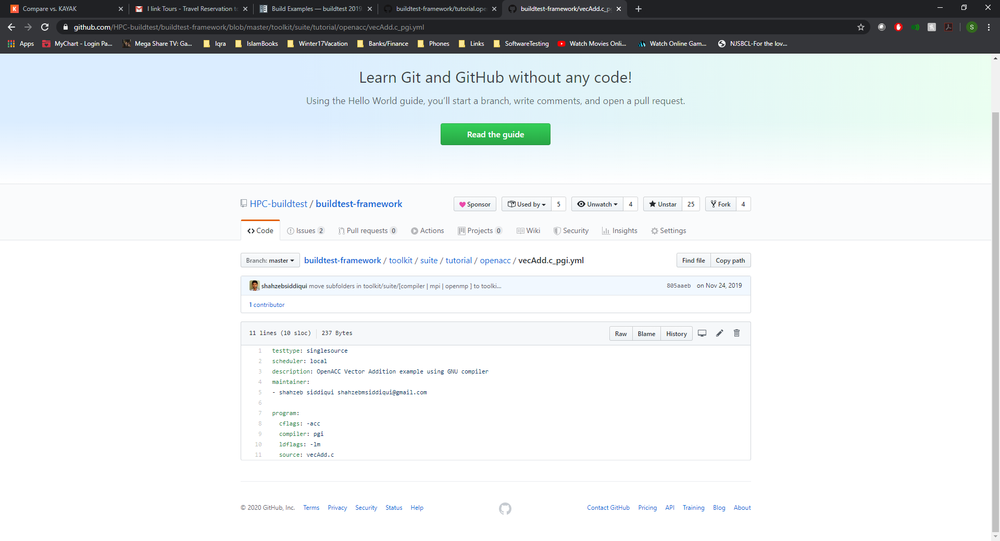 Compare vs. KAYAK
I link Tours - Travel Reservation to
Build Examples — buildtest 2019
buildtest-framework/tutorial.ope
buildtest-framework/vecAdd.c_p
github.com/HPC-buildtest/buildtest-framework/blob/master/toolkit/suite/tutorial/openacc/vecAdd.c_pgi.yml
S
Apps MyChart - Login Pa... Mega Share TV: Ga... Iqra IslamBooks Winter17Vacation Banks/Finance Phones Links SoftwareTesting Watch Movies Onli... Watch Online Gam... NJSBCL-For the lov...
Learn Git and GitHub without any code!
Using the Hello World guide, you’ll start a branch, write comments, and open a pull request.
Read the guide
HPC-buildtest / buildtest-framework
Sponsor Used by 5 Unwatch 4 Unstar 25 Fork 4
Code Issues 2 Pull requests 0 Actions Projects 0 Wiki Security Insights Settings
Branch: master buildtest-framework / toolkit / suite / tutorial / openacc / vecAdd.c_pgi.yml Find file Copy path
shahzebsiddiqui move subfolders in toolkit/suite/[compiler | mpi | openmp ] to toolki... 805aaeb on Nov 24, 2019
1 contributor
11 lines (10 sloc) 237 Bytes Raw Blame History
1 testtype: singlesource
2 scheduler: local
3 description: OpenACC Vector Addition example using GNU compiler
4 maintainer:
5 - shahzeb siddiqui shahzebmsiddiqui@gmail.com
6
7 program:
8 cflags: -acc
9 compiler: pgi
10 ldflags: -lm
11 source: vecAdd.c
© 2020 GitHub, Inc. Terms Privacy Security Status Help Contact GitHub Pricing API Training Blog About